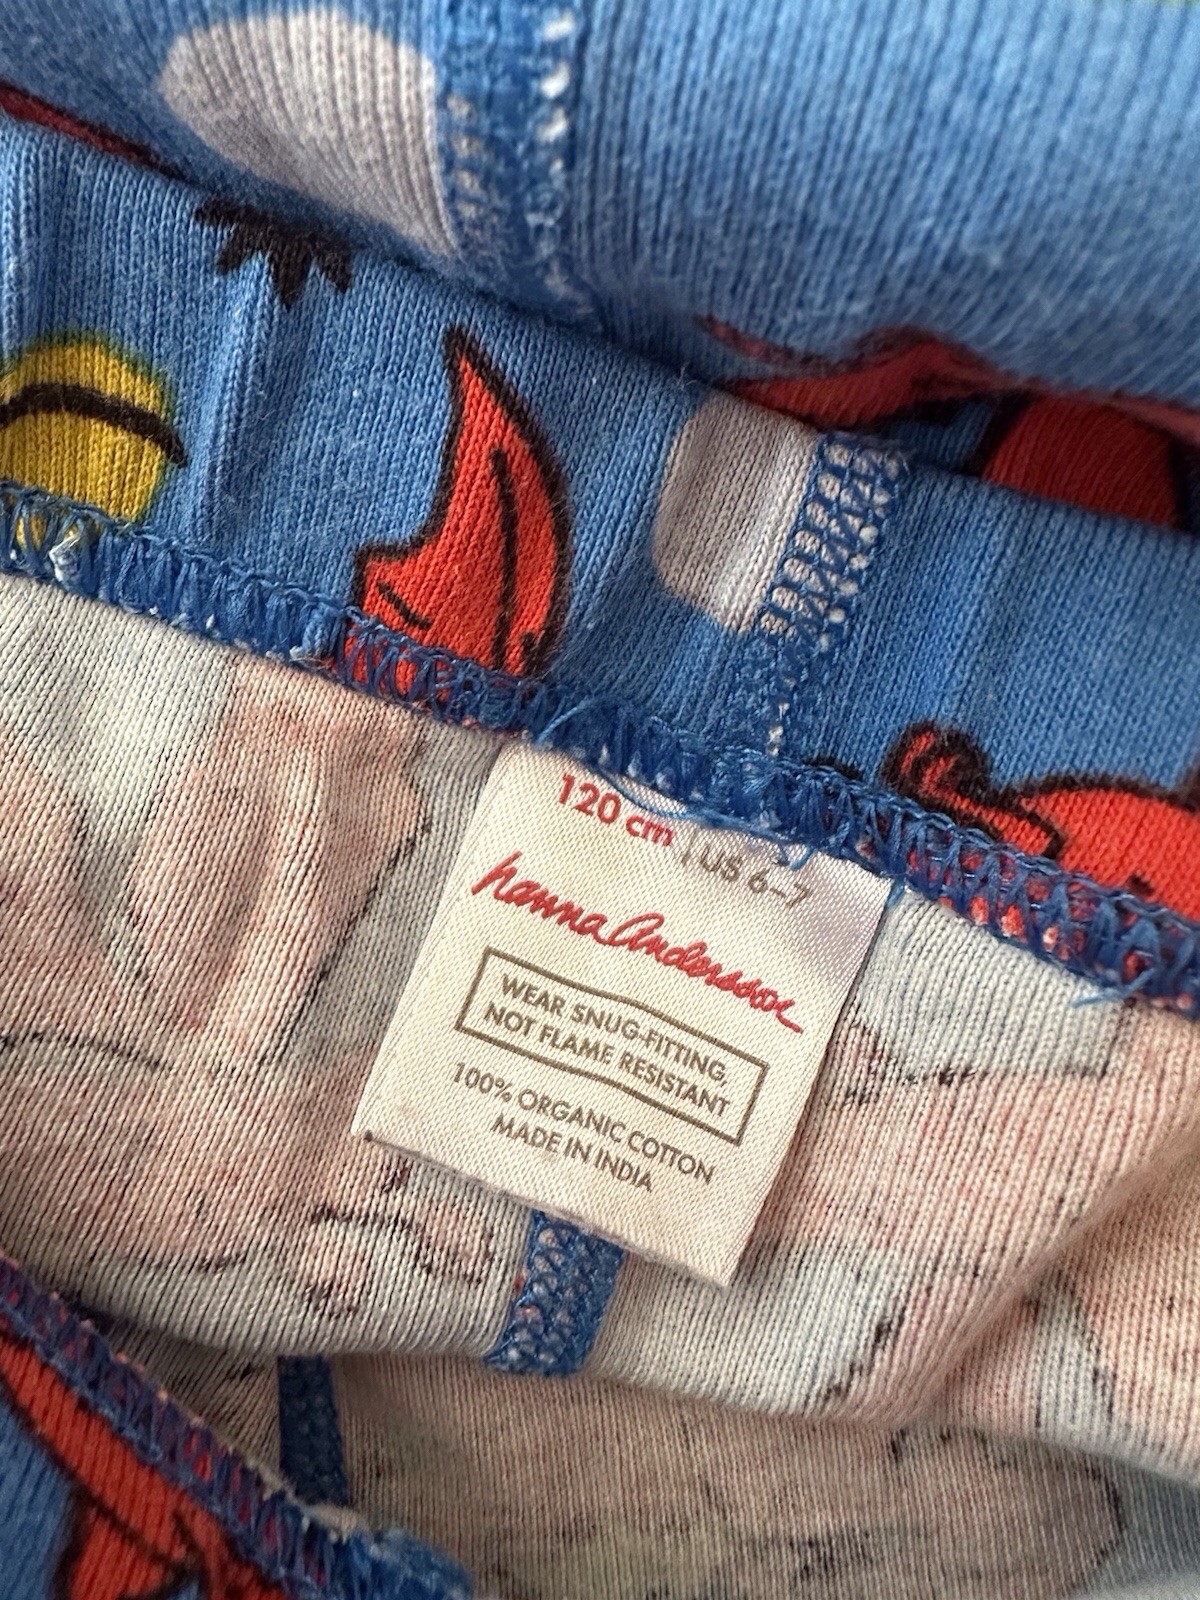 120 cm | US 6-7
hanna andersson
WEAR SNUG-FITTING,
NOT FLAME RESISTANT
100% ORGANIC COTTON
MADE IN INDIA